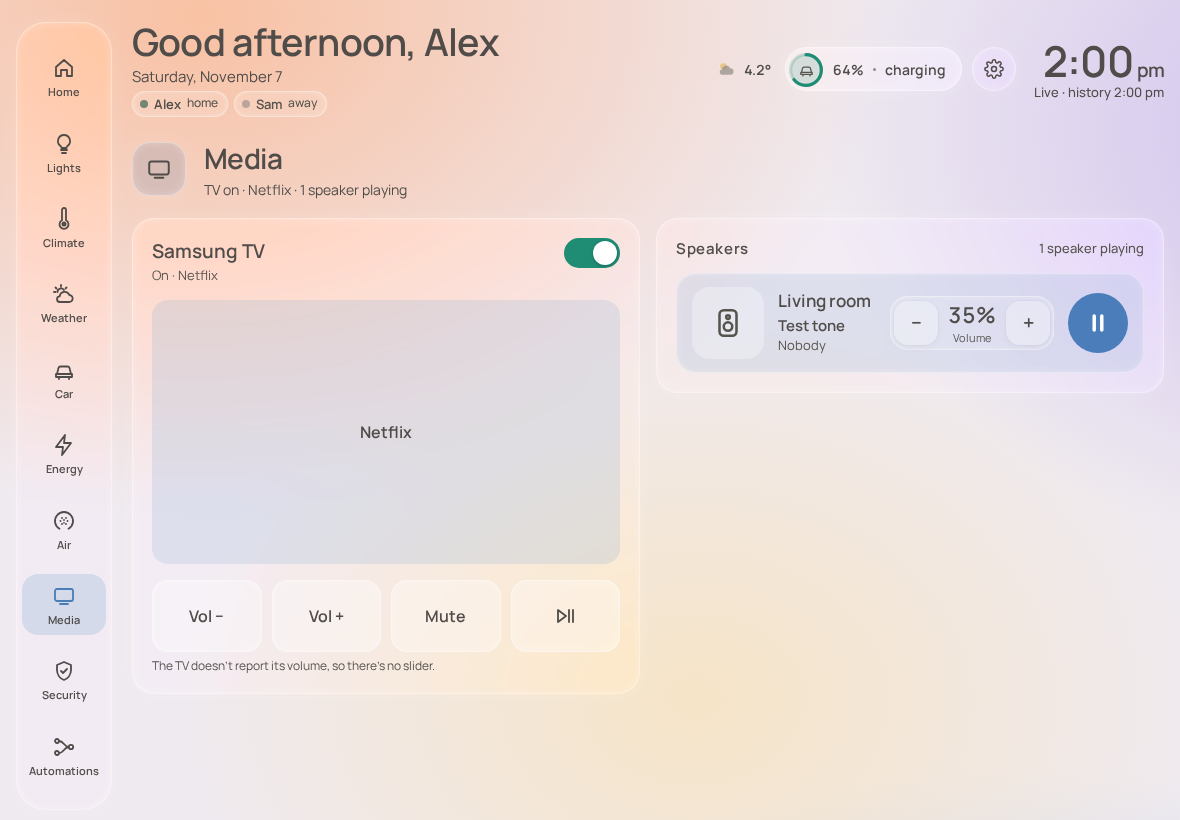 Good afternoon, Alex
Saturday, November 7
Alex home
Sam away
4.2°
64% · charging
2:00 pm
Live · history 2:00 pm
Home
Lights
Climate
Weather
Car
Energy
Air
Media
Security
Automations
Media
TV on · Netflix · 1 speaker playing
Samsung TV
On · Netflix
Netflix
Vol −
Vol +
Mute
The TV doesn't report its volume, so there's no slider.
Speakers
1 speaker playing
Living room
Test tone
Nobody
−
35%
Volume
+